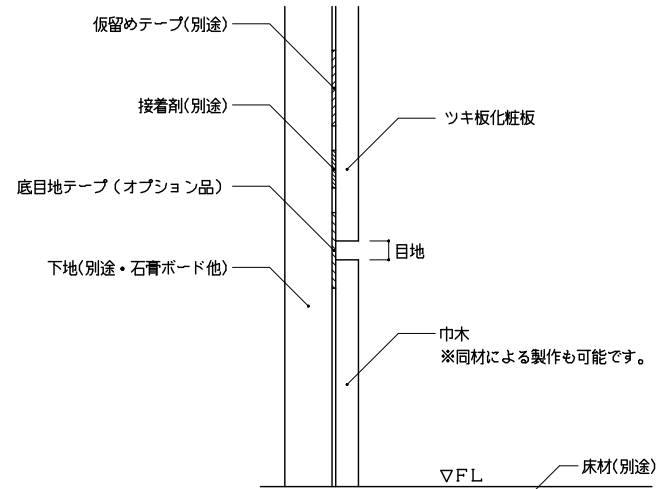 仮留めテープ(別途)
接着剤(別途)
ツキ板化粧板
底目地テープ(オプション品)
目地
下地(別途・石膏ボード他)
巾木
※同材による製作も可能です。
床材(別途)
▽FL